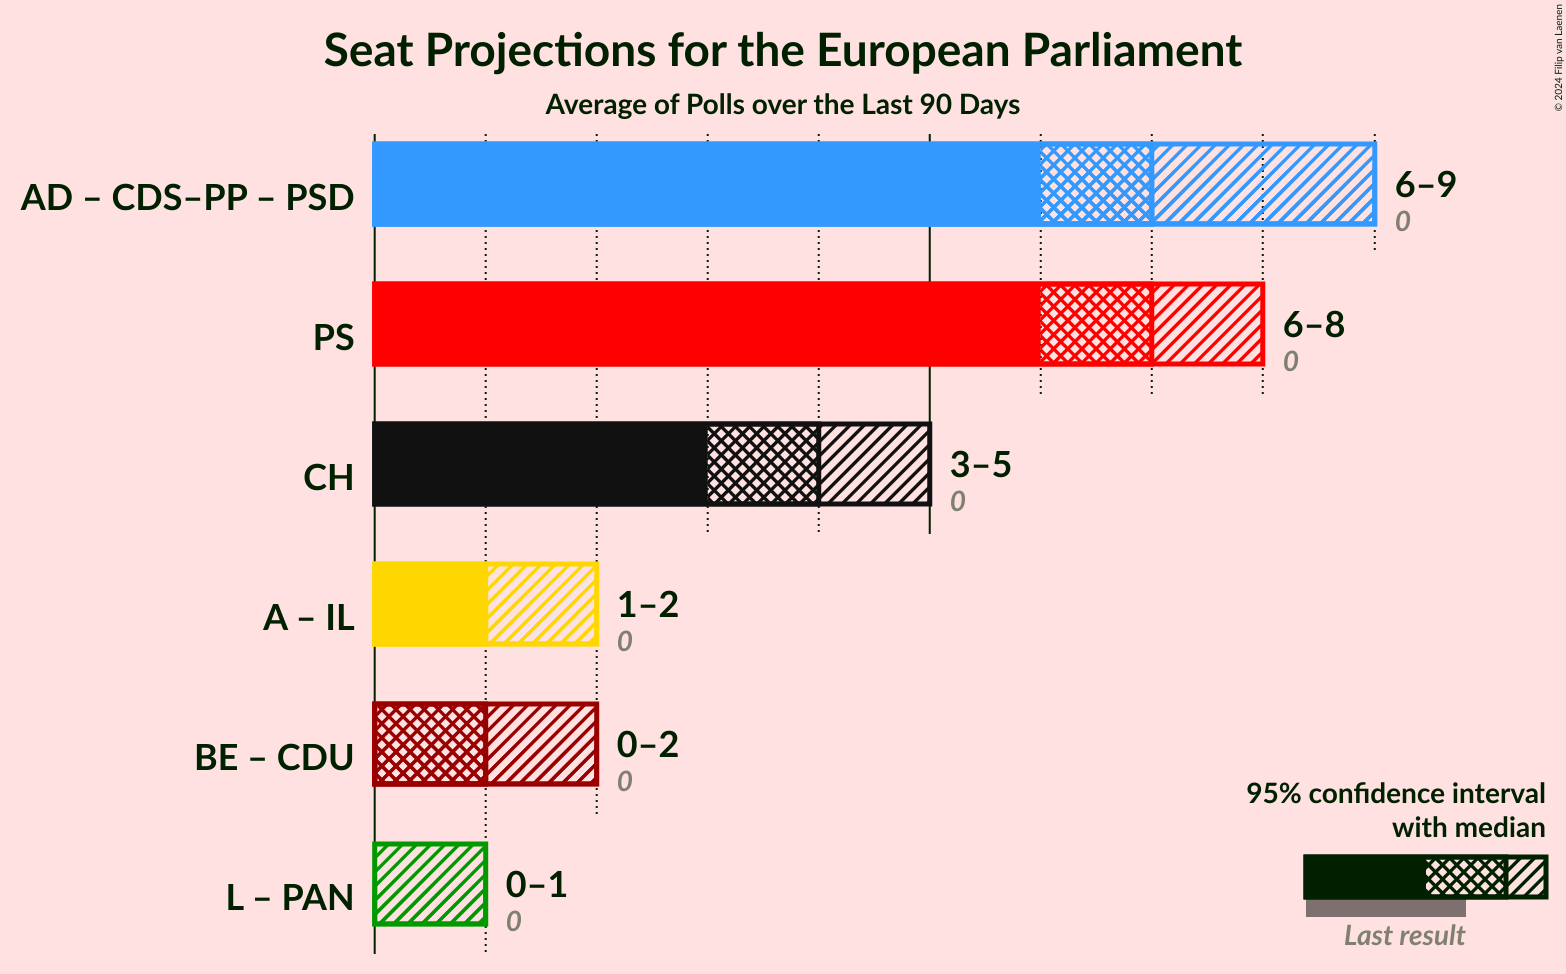 Seat Projections for the European Parliament
Average of Polls over the Last 90 Days
© 2024 Filip van Laenen
AD – CDS–PP – PSD
6–9
0
PS
6–8
0
CH
3–5
0
A – IL
1–2
0
BE – CDU
0–2
0
L – PAN
0–1
0
95% confidence interval
with median
Last result